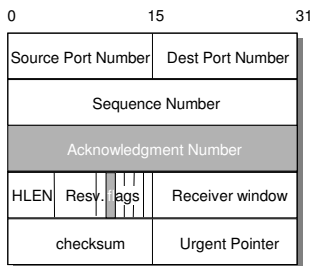 0 15 31
Source Port Number Dest Port Number
Sequence Number
Acknowledgment Number
HLEN Resv. flags Receiver window
checksum Urgent Pointer